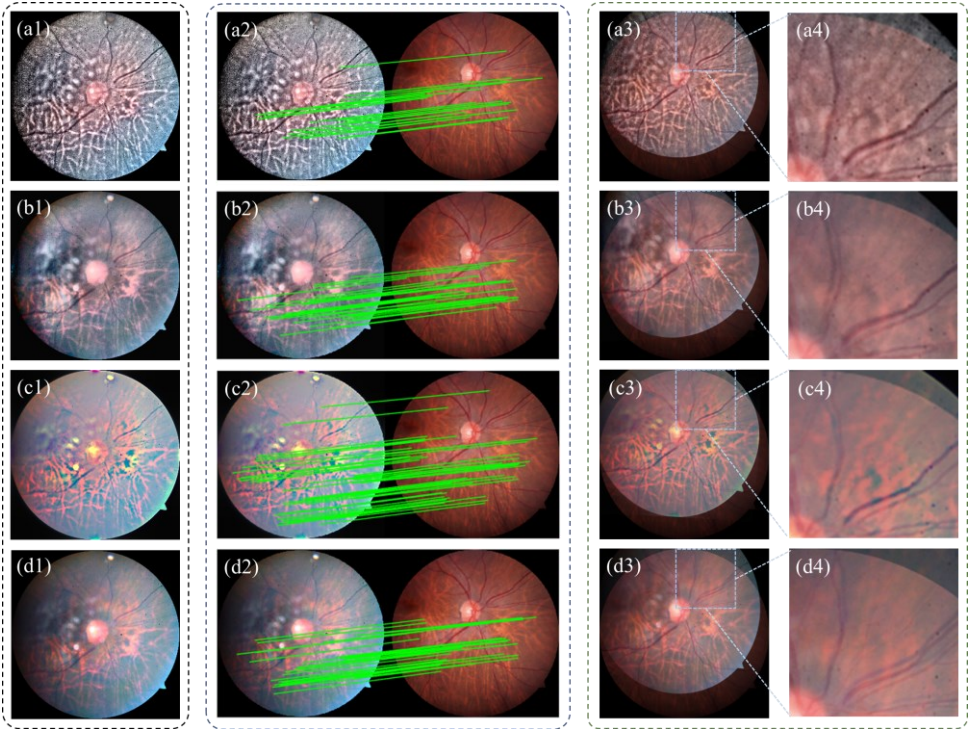 (a1) (a2) (a3) (a4)
(b1) (b2) (b3) (b4)
(c1) (c2) (c3) (c4)
(d1) (d2) (d3) (d4)